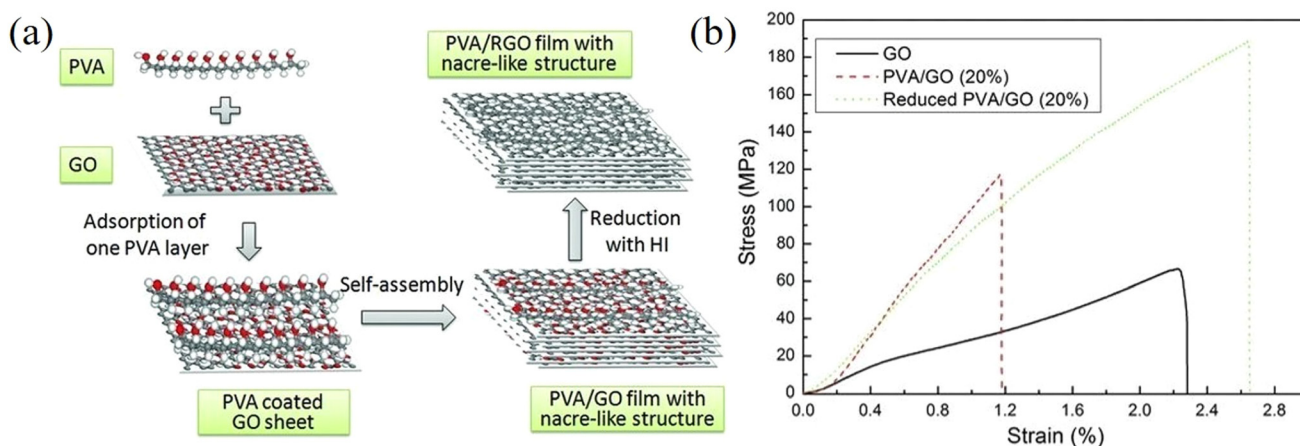 (a)
PVA
GO
Adsorption of
one PVA layer
PVA coated
GO sheet
Self-assembly
PVA/GO film with
nacre-like structure
Reduction
with HI
PVA/RGO film with
nacre-like structure
(b)
Stress (MPa)
200
180
160
140
120
100
80
60
40
20
0
GO
PVA/GO (20%)
Reduced PVA/GO (20%)
0.0 0.4 0.8 1.2 1.6 2.0 2.4 2.8
Strain (%)